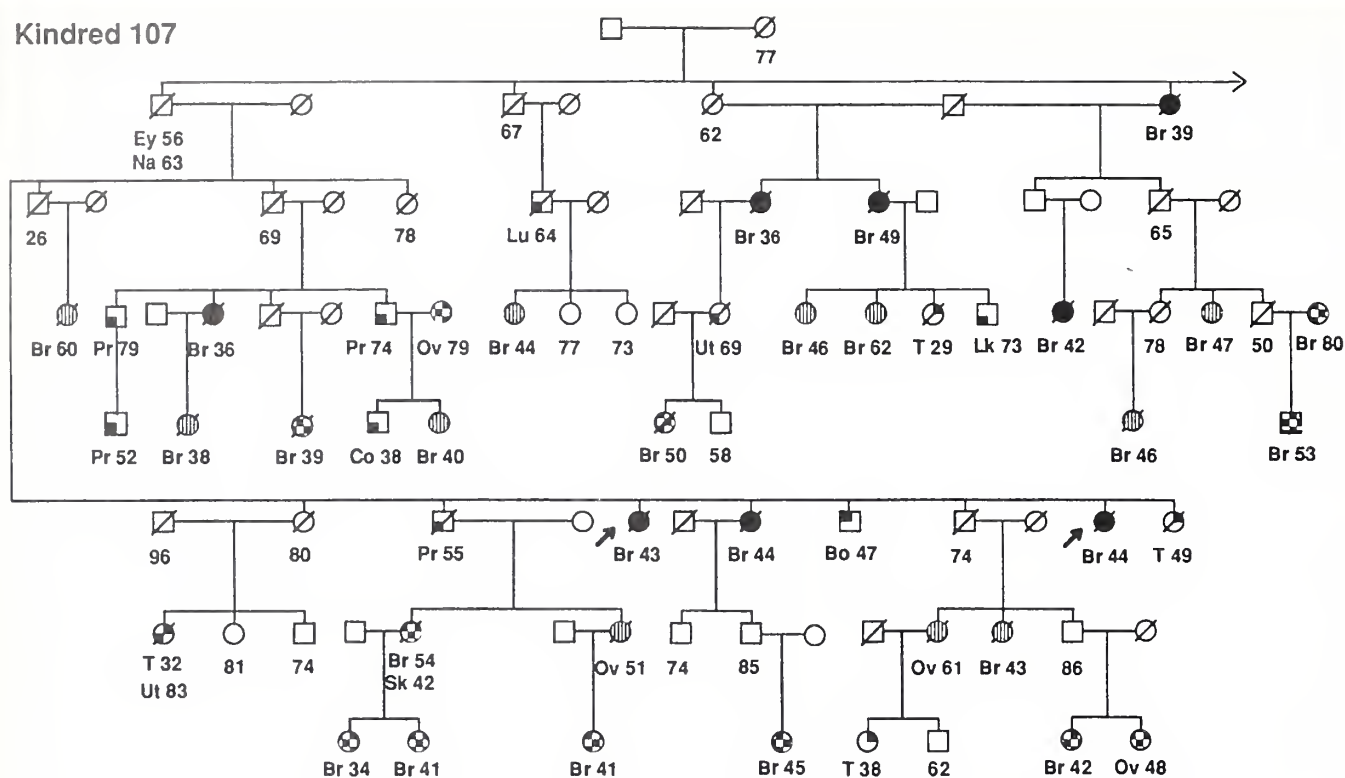 Kindred 107
77
Ey 56
Na 63
67
62
Br 39
26
69
78
Lu 64
Br 36
Br 49
65
Br 60
Pr 79
Br 36
Pr 74
Ov 79
Br 44
77
73
Ut 69
Br 46
Br 62
T 29
Lk 73
Br 42
78
Br 47
50
Br 80
Pr 52
Br 38
Br 39
Co 38
Br 40
Br 50
58
Br 46
Br 53
96
80
Pr 55
Br 43
Br 44
Bo 47
74
Br 44
T 49
T 32
Ut 83
81
74
Br 54
Sk 42
Ov 51
74
85
Ov 61
Br 43
86
Br 34
Br 41
Br 41
Br 45
T 38
62
Br 42
Ov 48